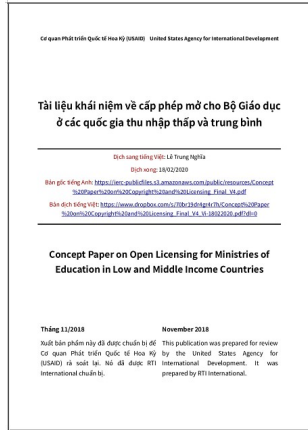 Cơ quan Phát triển Quốc tế Hoa Kỳ (USAID) United States Agency for International Development
Tài liệu khái niệm về cấp phép mở cho Bộ Giáo dục
ở các quốc gia thu nhập thấp và trung bình
Dịch sang tiếng Việt: Lê Trung Nghĩa
Dịch xong: 18/02/2020
Bản gốc tiếng Anh: https://ierc-publicfiles.s3.amazonaws.com/public/resources/Concept
%20Paper%20on%20Copyright%20and%20Licensing_Final_V4.pdf
Bản dịch tiếng Việt: https://www.dropbox.com/s/70br19dr4gr4r7h/Concept%20Paper
%20on%20Copyright%20and%20Licensing_Final_V4_Vi-18022020.pdf?dl=0
Concept Paper on Open Licensing for Ministries of
Education in Low and Middle Income Countries
Tháng 11/2018
Xuất bản phẩm này đã được chuẩn bị để
Cơ quan Phát triển Quốc tế Hoa Kỳ
(USAID) rà soát lại. Nó đã được RTI
International chuẩn bị.
November 2018
This publication was prepared for review
by the United States Agency for
International Development. It was
prepared by RTI International.